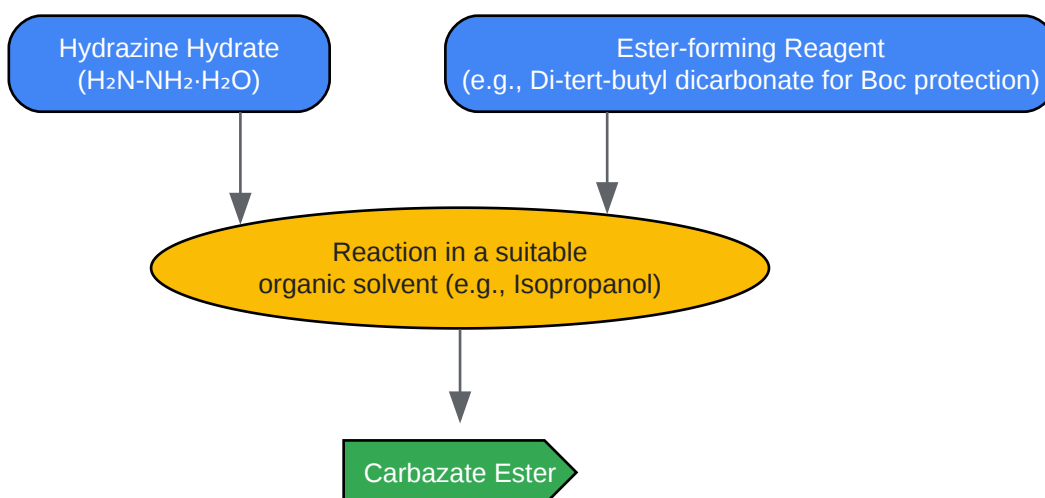 Hydrazine Hydrate
(H₂N-NH₂·H₂O)
Ester-forming Reagent
(e.g., Di-tert-butyl dicarbonate for Boc protection)
Reaction in a suitable
organic solvent (e.g., Isopropanol)
Carbazate Ester